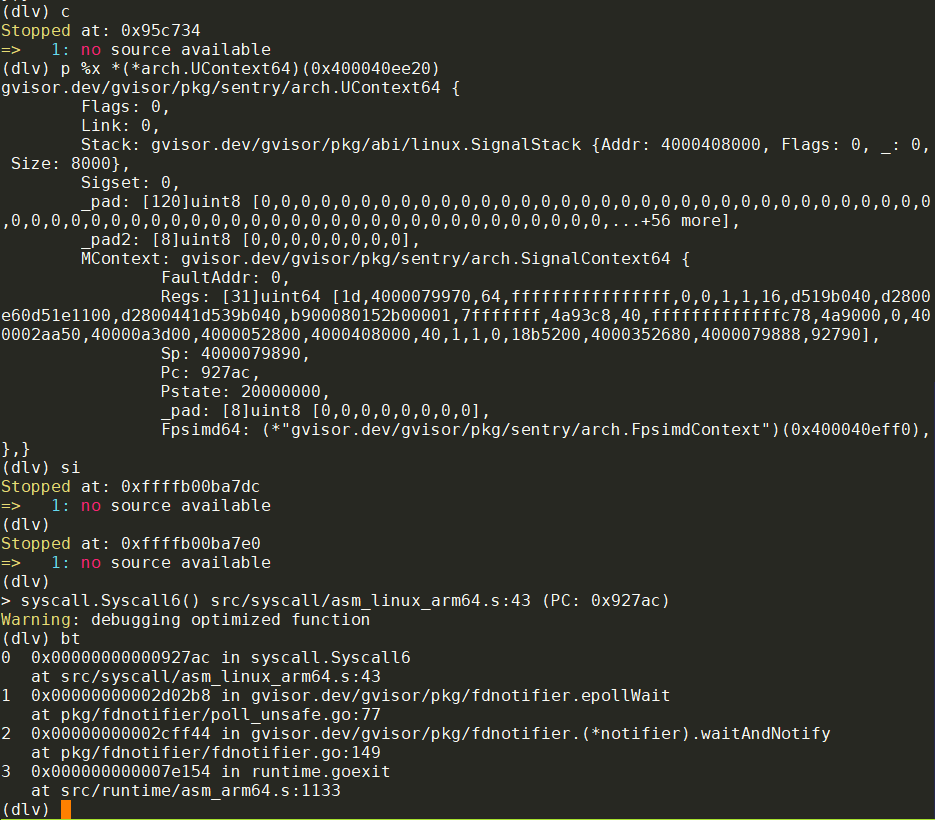 (dlv) c
Stopped at: 0x95c734
=>   1: no source available
(dlv) p %x *(*arch.UContext64)(0x400040ee20)
gvisor.dev/gvisor/pkg/sentry/arch.UContext64 {
        Flags: 0,
        Link: 0,
        Stack: gvisor.dev/gvisor/pkg/abi/linux.SignalStack {Addr: 4000408000, Flags: 0, _: 0,
 Size: 8000},
        Sigset: 0,
        _pad: [120]uint8 [0,0,0,0,0,0,0,0,0,0,0,0,0,0,0,0,0,0,0,0,0,0,0,0,0,0,0,0,0,0,0,0,0,0
,0,0,0,0,0,0,0,0,0,0,0,0,0,0,0,0,0,0,0,0,0,0,0,0,0,0,0,0,0,0,...+56 more],
        _pad2: [8]uint8 [0,0,0,0,0,0,0,0],
        MContext: gvisor.dev/gvisor/pkg/sentry/arch.SignalContext64 {
                FaultAddr: 0,
                Regs: [31]uint64 [1d,4000079970,64,ffffffffffffffff,0,0,1,1,16,d519b040,d2800
e60d51e1100,d2800441d539b040,b900080152b00001,7fffffff,4a93c8,40,fffffffffffffc78,4a9000,0,400
0002aa50,40000a3d00,4000052800,4000408000,40,1,1,0,18b5200,4000352680,4000079888,92790],
                Sp: 4000079890,
                Pc: 927ac,
                Pstate: 20000000,
                _pad: [8]uint8 [0,0,0,0,0,0,0,0],
                Fpsimd64: (*"gvisor.dev/gvisor/pkg/sentry/arch.FpsimdContext")(0x400040eff0),
},}
(dlv) si
Stopped at: 0xffffb00ba7dc
=>   1: no source available
(dlv)
Stopped at: 0xffffb00ba7e0
=>   1: no source available
(dlv)
> syscall.Syscall6() src/syscall/asm_linux_arm64.s:43 (PC: 0x927ac)
Warning: debugging optimized function
(dlv) bt
0  0x00000000000927ac in syscall.Syscall6
   at src/syscall/asm_linux_arm64.s:43
1  0x00000000002d02b8 in gvisor.dev/gvisor/pkg/fdnotifier.epollWait
   at pkg/fdnotifier/poll_unsafe.go:77
2  0x00000000002cff44 in gvisor.dev/gvisor/pkg/fdnotifier.(*notifier).waitAndNotify
   at pkg/fdnotifier/fdnotifier.go:149
3  0x000000000007e154 in runtime.goexit
   at src/runtime/asm_arm64.s:1133
(dlv)